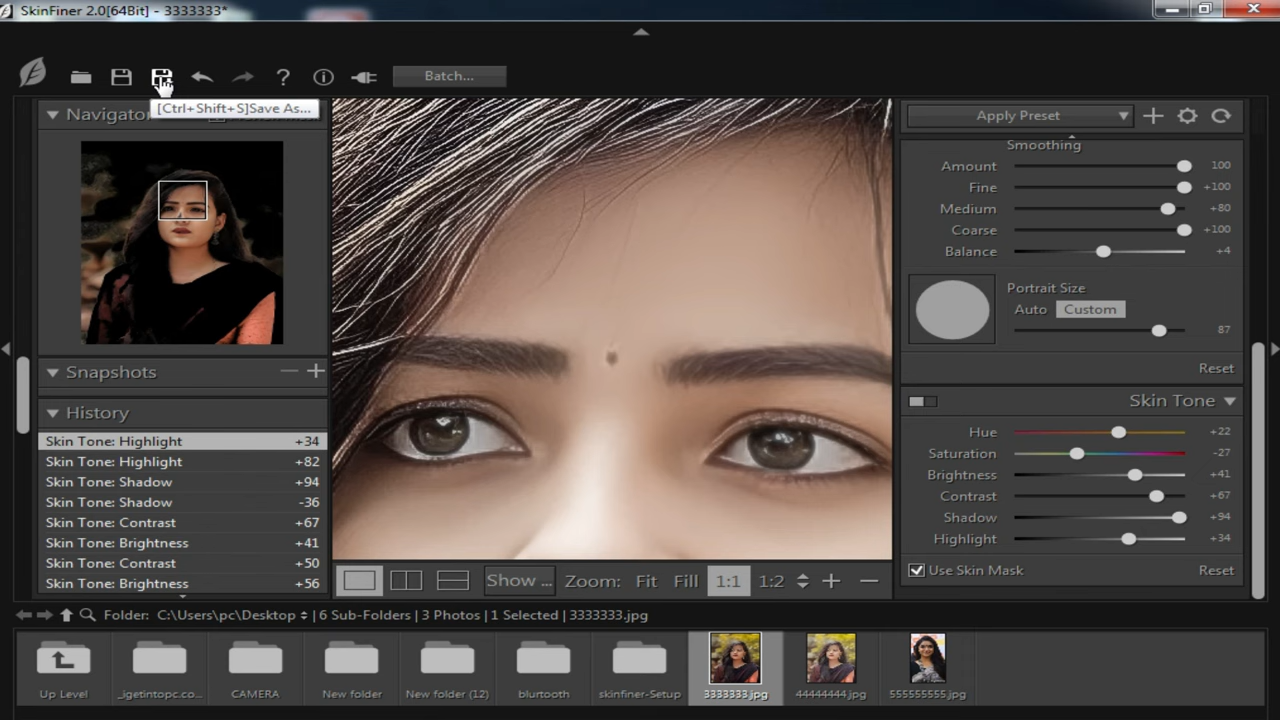 SkinFiner 2.0[64Bit] - 3333333*
Batch...
[Ctrl+Shift+S]Save As...
Navigator
Snapshots
History
Skin Tone: Highlight +34
Skin Tone: Highlight +82
Skin Tone: Shadow +94
Skin Tone: Shadow -36
Skin Tone: Contrast +67
Skin Tone: Brightness +41
Skin Tone: Contrast +50
Skin Tone: Brightness +56
Show ...
Zoom: Fit Fill 1:1 1:2
Apply Preset
Smoothing
Amount 100
Fine +100
Medium +80
Coarse +100
Balance +4
Portrait Size
Auto Custom
87
Reset
Skin Tone
Hue +22
Saturation -27
Brightness +41
Contrast +67
Shadow +94
Highlight +34
Use Skin Mask Reset
Folder: C:\Users\pc\Desktop | 6 Sub-Folders | 3 Photos | 1 Selected | 3333333.jpg
Up Level
_igetintopc.co...
CAMERA
New folder
New folder (12)
blurtooth
skinfiner-Setup
3333333.jpg
44444444.jpg
555555555.jpg